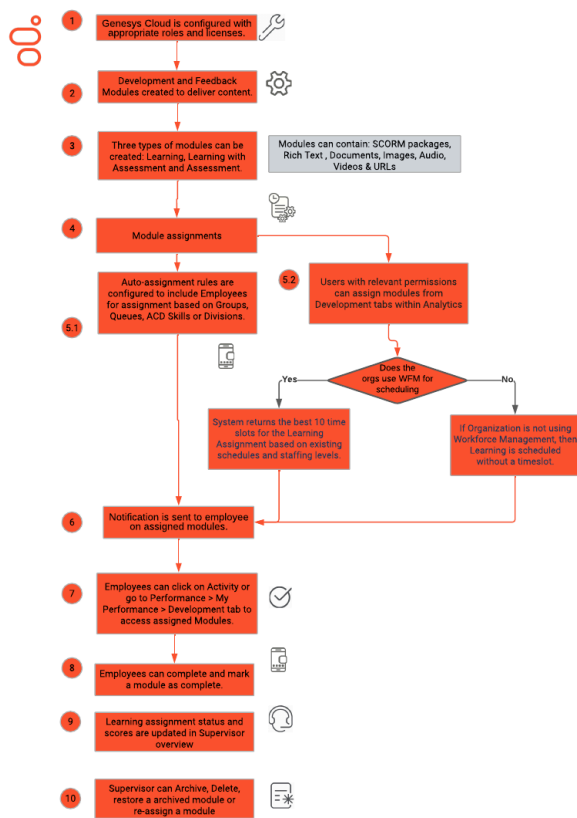 1
Genesys Cloud is configured with
appropriate roles and licenses.
2
Development and Feedback
Modules created to deliver content.
3
Three types of modules can be
created: Learning, Learning with
Assessment and Assessment.
Modules can contain: SCORM packages,
Rich Text , Documents, Images, Audio,
Videos & URLs
4
Module assignments
5.1
Auto-assignment rules are
configured to include Employees
for assignment based on Groups,
Queues, ACD Skills or Divisions.
5.2
Users with relevant permissions
can assign modules from
Development tabs within Analytics
Does the
orgs use WFM for
scheduling
Yes
No
System returns the best 10 time
slots for the Learning
Assignment based on existing
schedules and staffing levels.
If Organization is not using
Workforce Management, then
Learning is scheduled
without a timeslot.
6
Notification is sent to employee
on assigned modules.
7
Employees can click on Activity or
go to Performance > My
Performance > Development tab to
access assigned Modules.
8
Employees can complete and mark
a module as complete.
9
Learning assignment status and
scores are updated in Supervisor
overview
10
Supervisor can Archive, Delete,
restore a archived module or
re-assign a module